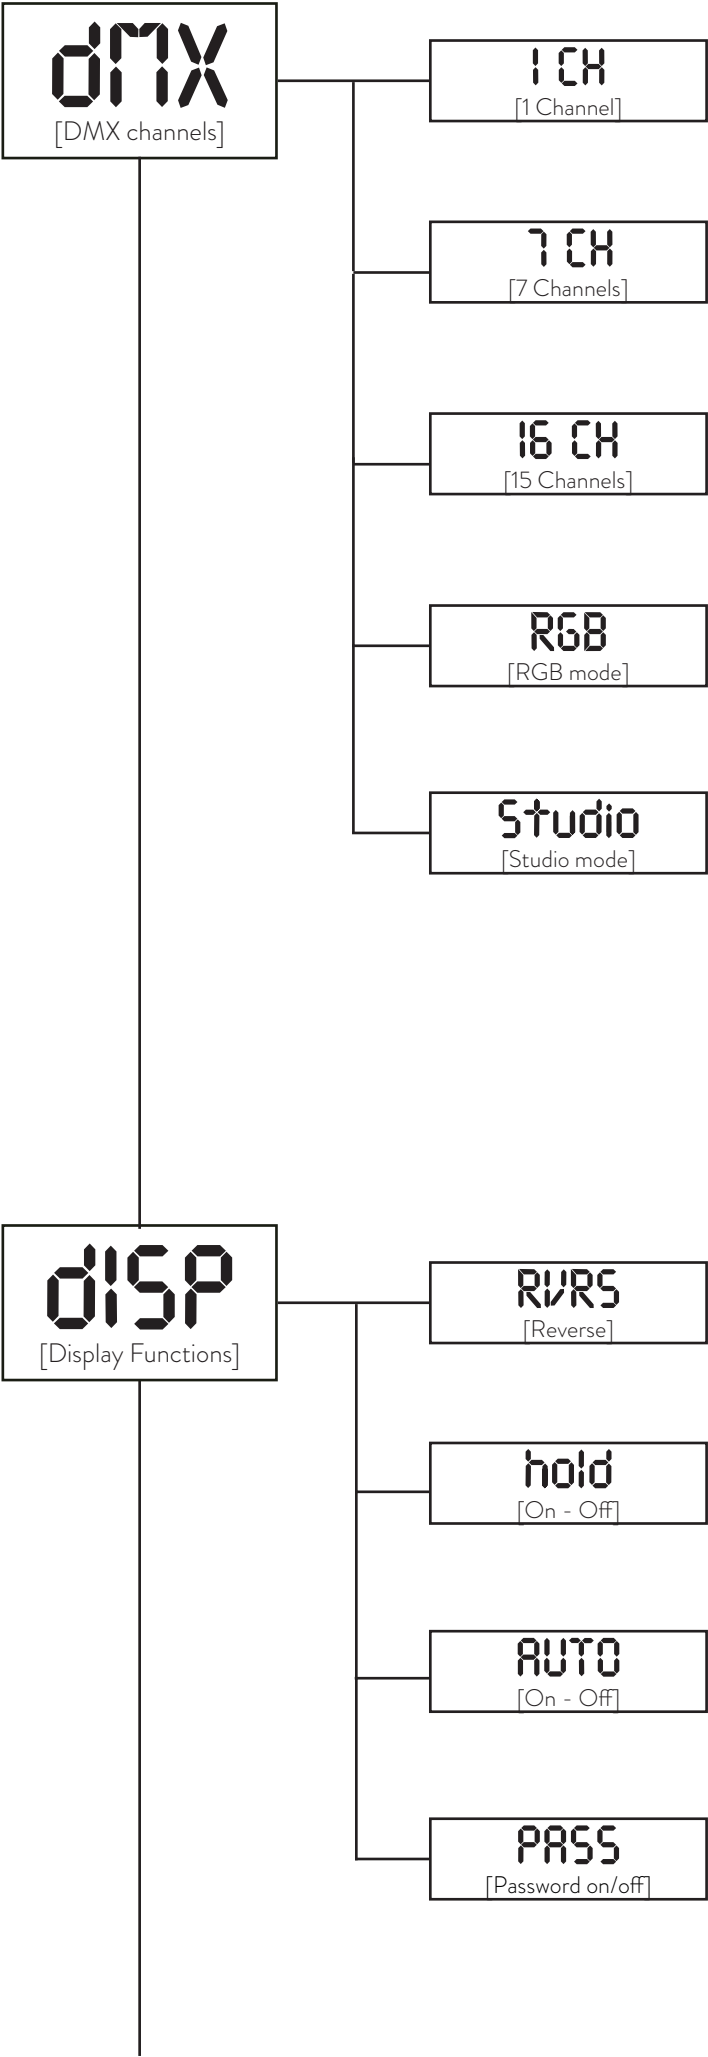 dMX
[DMX channels]
1 CH
[1 Channel]
7 CH
[7 Channels]
16 CH
[15 Channels]
RGB
[RGB mode]
Studio
[Studio mode]
dISP
[Display Functions]
RVRS
[Reverse]
hold
[On - Off]
AUTO
[On - Off]
PASS
[Password on/off]